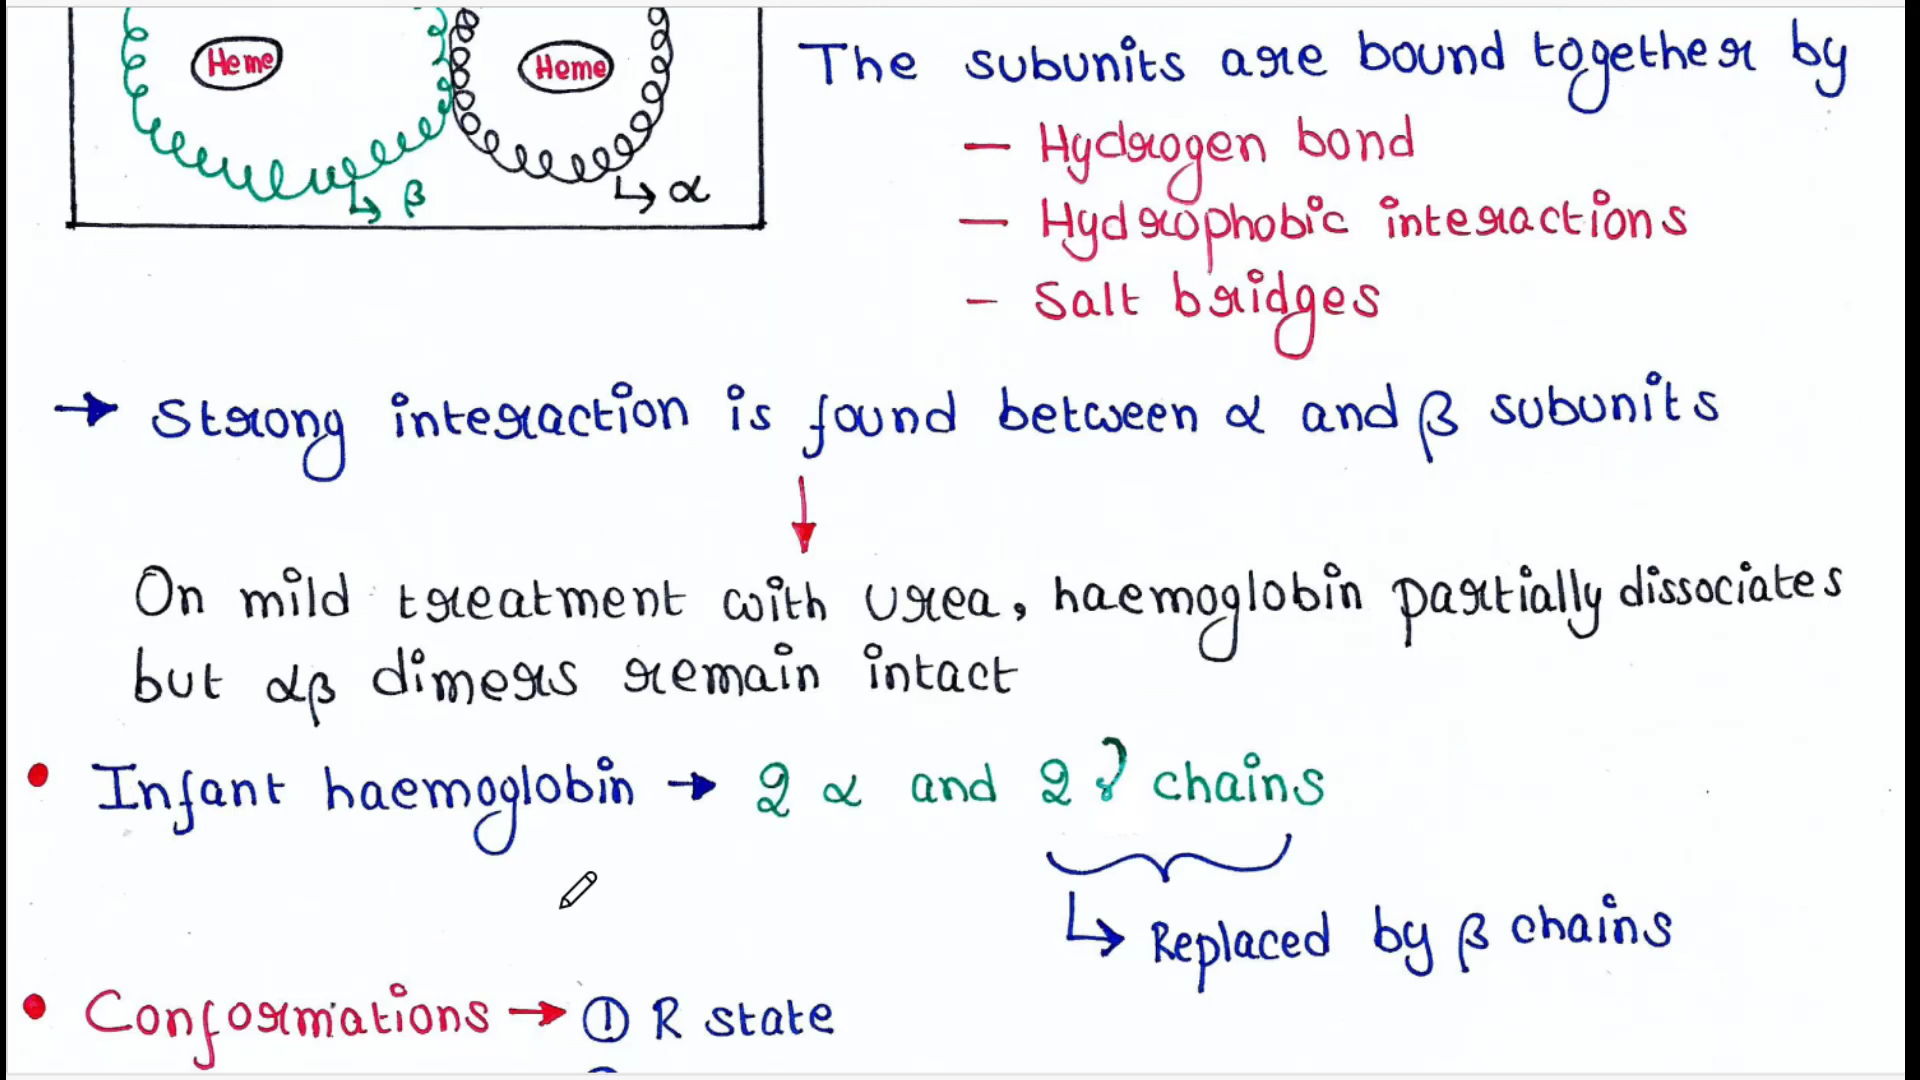 Heme
Heme
β
α
The subunits are bound together by
— Hydrogen bond
— Hydrophobic interactions
- Salt bridges
→ Strong interaction is found between α and β subunits
On mild treatment with urea, haemoglobin partially dissociates
but αβ dimers remain intact
• Infant haemoglobin → 2 α and 2 chains
Replaced by β chains
• Conformations → ① R state